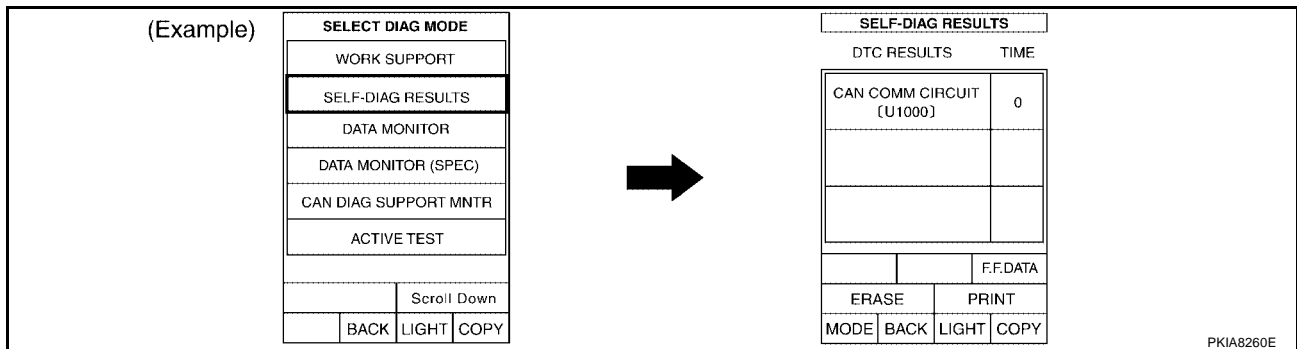 (Example)
SELECT DIAG MODE
WORK SUPPORT
SELF-DIAG RESULTS
DATA MONITOR
DATA MONITOR (SPEC)
CAN DIAG SUPPORT MNTR
ACTIVE TEST
Scroll Down
BACK LIGHT COPY
SELF-DIAG RESULTS
DTC RESULTS TIME
CAN COMM CIRCUIT 0
[U1000]
F.F.DATA
ERASE PRINT
MODE BACK LIGHT COPY
PKIA8260E